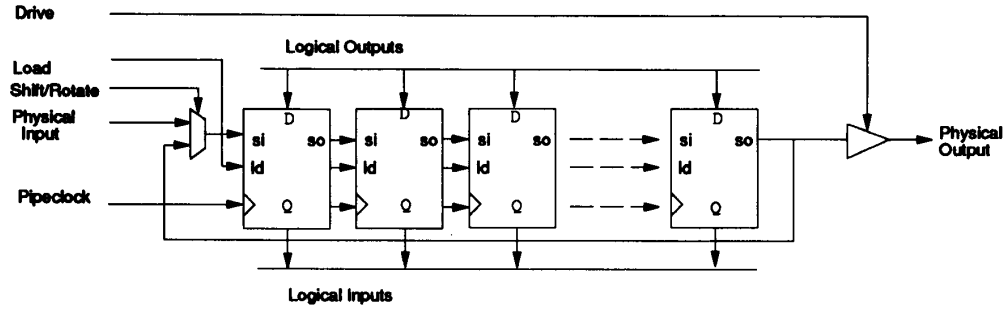 Drive
Logical Outputs
Load
Shift/Rotate
Physical
Input
D
D
D
D
si so
si so
si so
si so
Physical
Output
ld
ld
ld
ld
Pipeclock
Q
Q
Q
Q
Logical Inputs